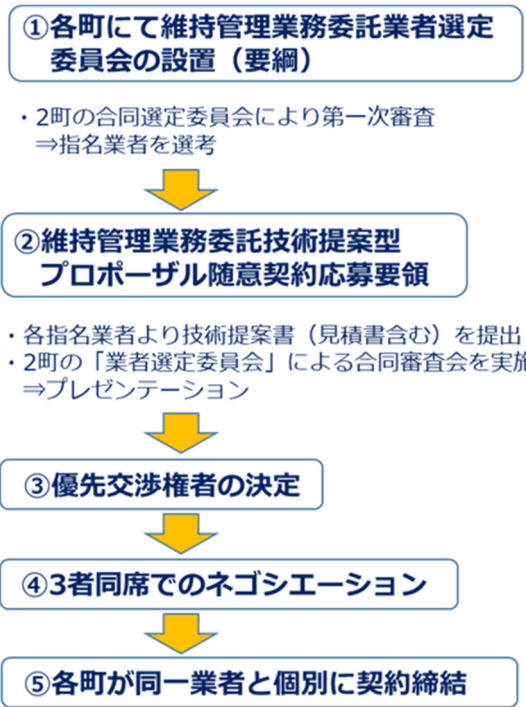 ①各町にて維持管理業務委託業者選定
委員会の設置（要綱）
・2町の合同選定委員会により第一次審査
⇒指名業者を選考
②維持管理業務委託技術提案型
プロポーザル随意契約応募要領
・各指名業者より技術提案書（見積書含む）を提出
・2町の「業者選定委員会」による合同審査会を実施
⇒プレゼンテーション
③優先交渉権者の決定
④3者同席でのネゴシエーション
⑤各町が同一業者と個別に契約締結